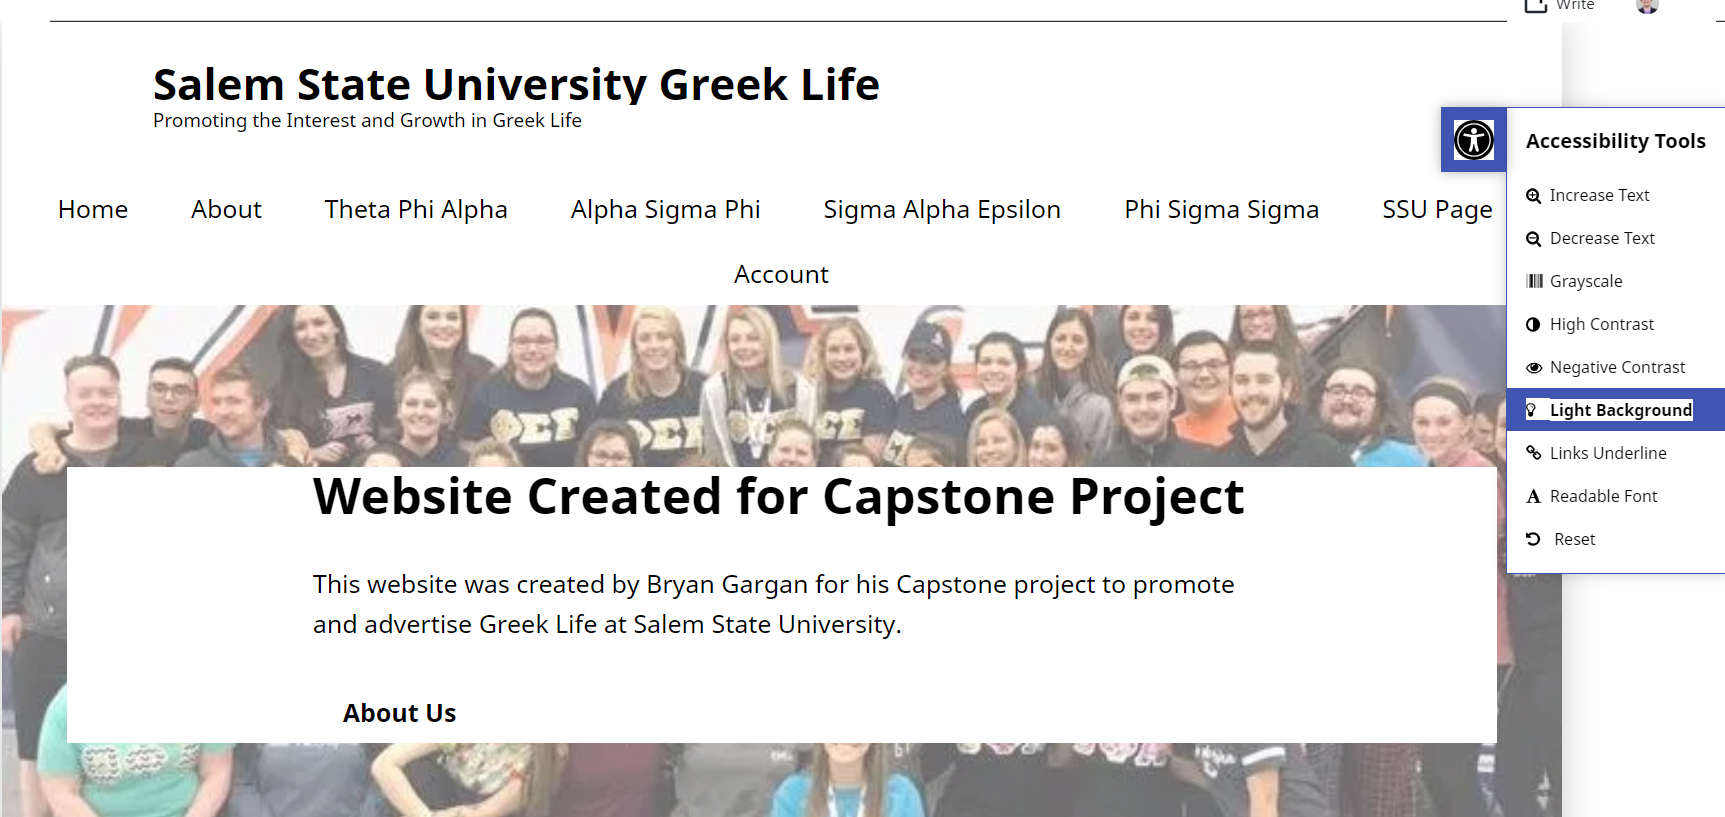 Write
Salem State University Greek Life
Promoting the Interest and Growth in Greek Life
Home About Theta Phi Alpha Alpha Sigma Phi Sigma Alpha Epsilon Phi Sigma Sigma SSU Page
Account
Accessibility Tools
Increase Text
Decrease Text
Grayscale
High Contrast
Negative Contrast
Light Background
Links Underline
Readable Font
Reset
ΦΣΣ
Website Created for Capstone Project
This website was created by Bryan Gargan for his Capstone project to promote
and advertise Greek Life at Salem State University.
About Us